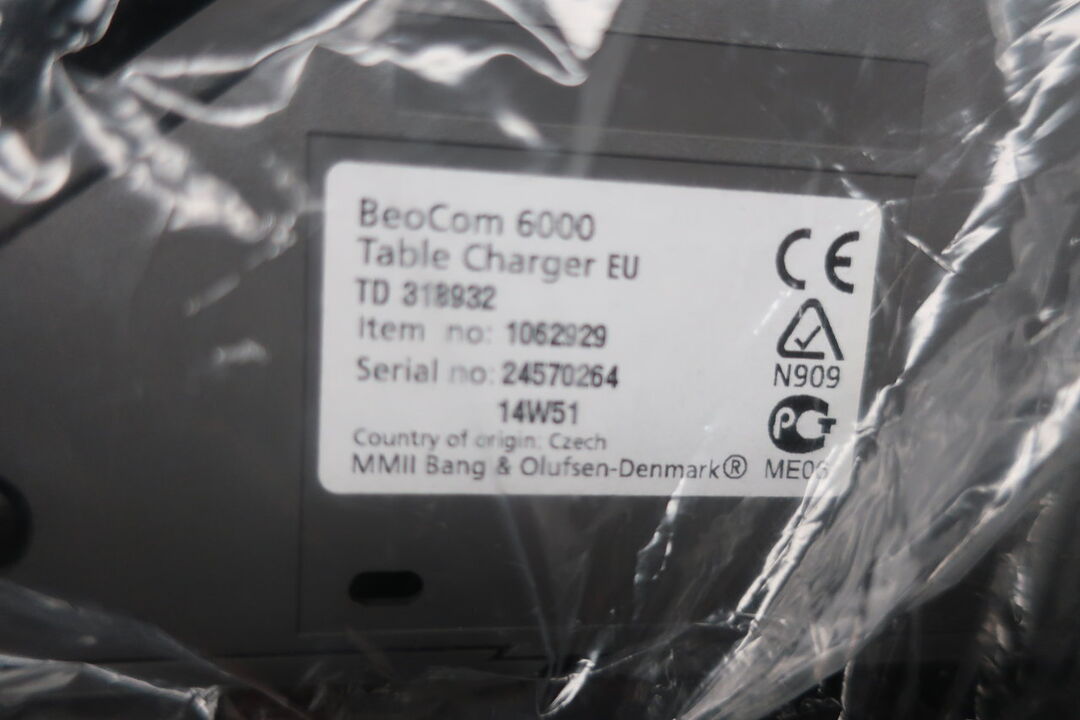 BeoCom 6000
Table Charger EU
TD 318932
Item no: 1062929
Serial no: 24570264
14W51
Country of origin: Czech
MMII Bang & Olufsen-Denmark®
CE
N909
PCT